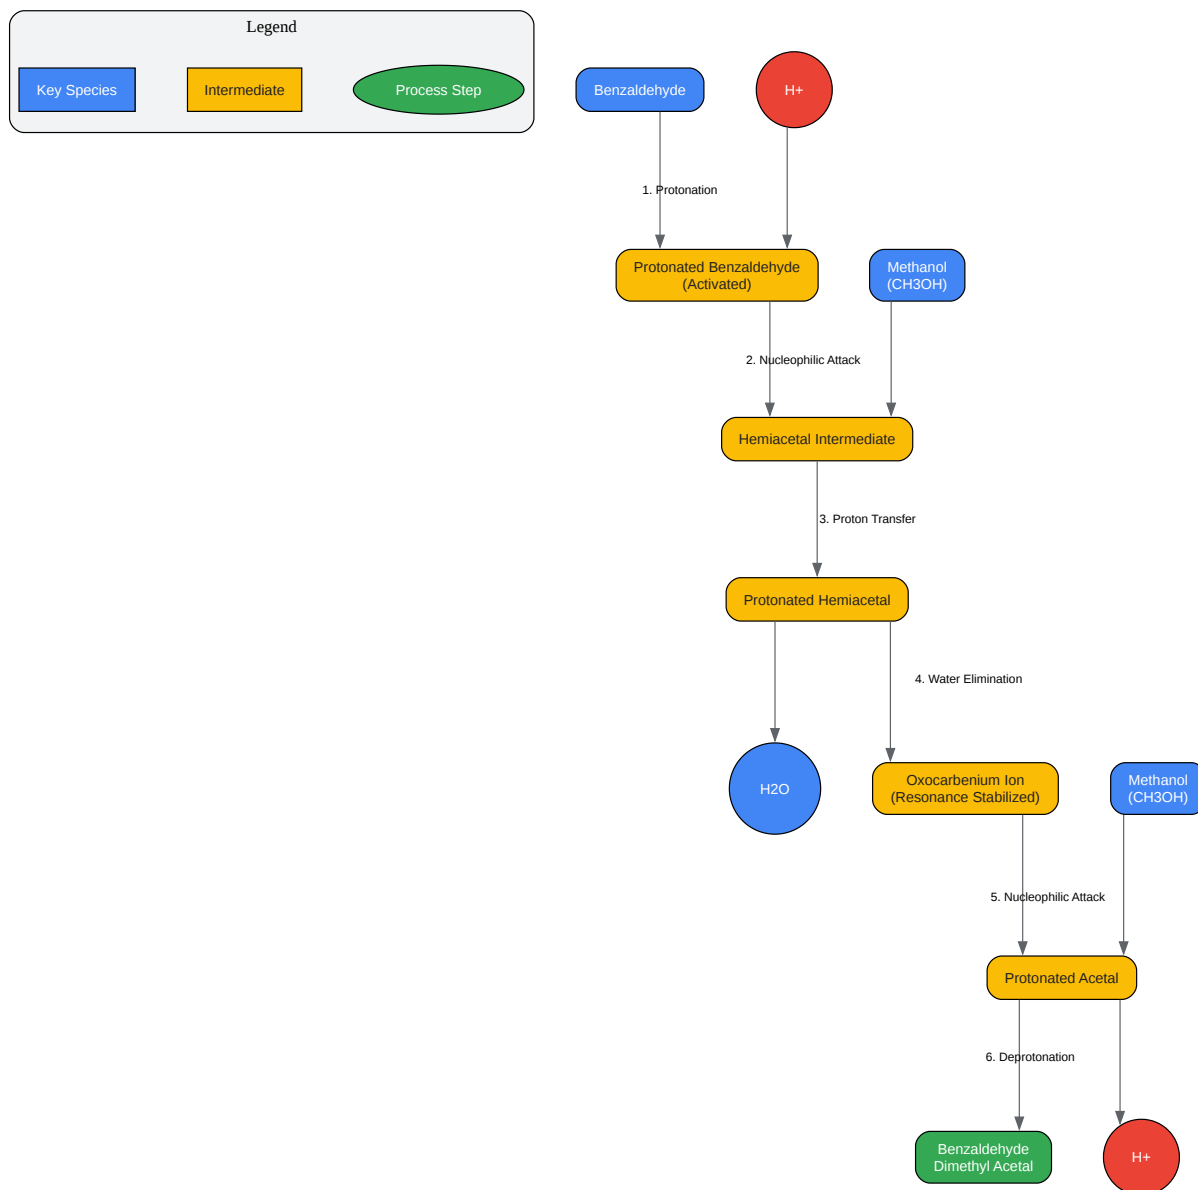 Legend
Key Species
Intermediate
Process Step
Benzaldehyde
H+
1. Protonation
Protonated Benzaldehyde
(Activated)
Methanol
(CH3OH)
2. Nucleophilic Attack
Hemiacetal Intermediate
3. Proton Transfer
Protonated Hemiacetal
4. Water Elimination
H2O
Oxocarbenium Ion
(Resonance Stabilized)
Methanol
(CH3OH)
5. Nucleophilic Attack
Protonated Acetal
6. Deprotonation
Benzaldehyde
Dimethyl Acetal
H+